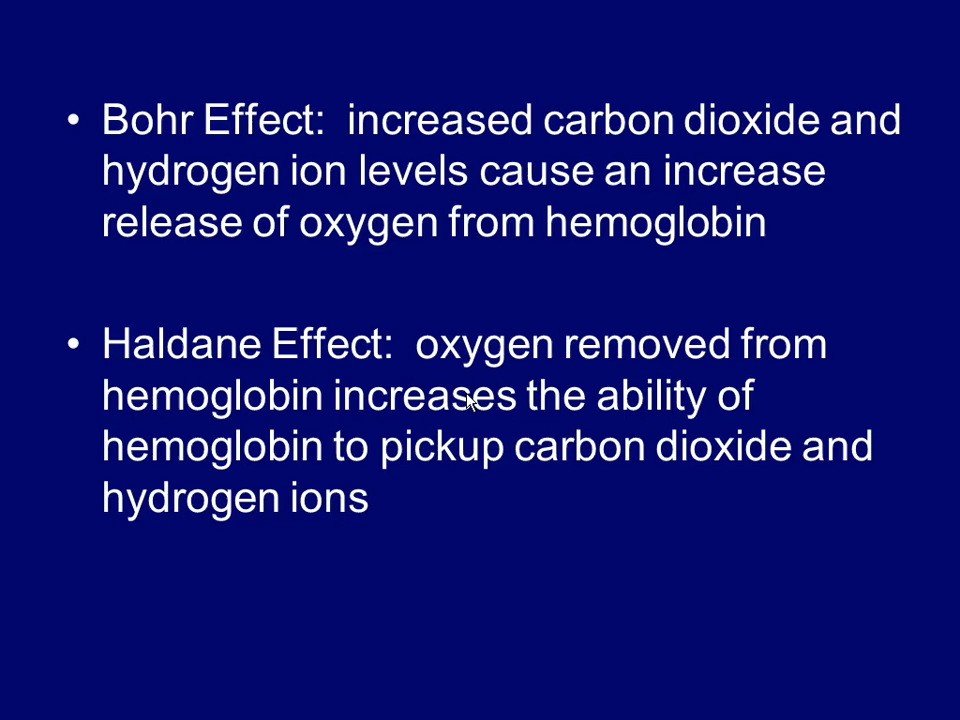 • Bohr Effect:  increased carbon dioxide and
hydrogen ion levels cause an increase
release of oxygen from hemoglobin
• Haldane Effect:  oxygen removed from
hemoglobin increases the ability of
hemoglobin to pickup carbon dioxide and
hydrogen ions